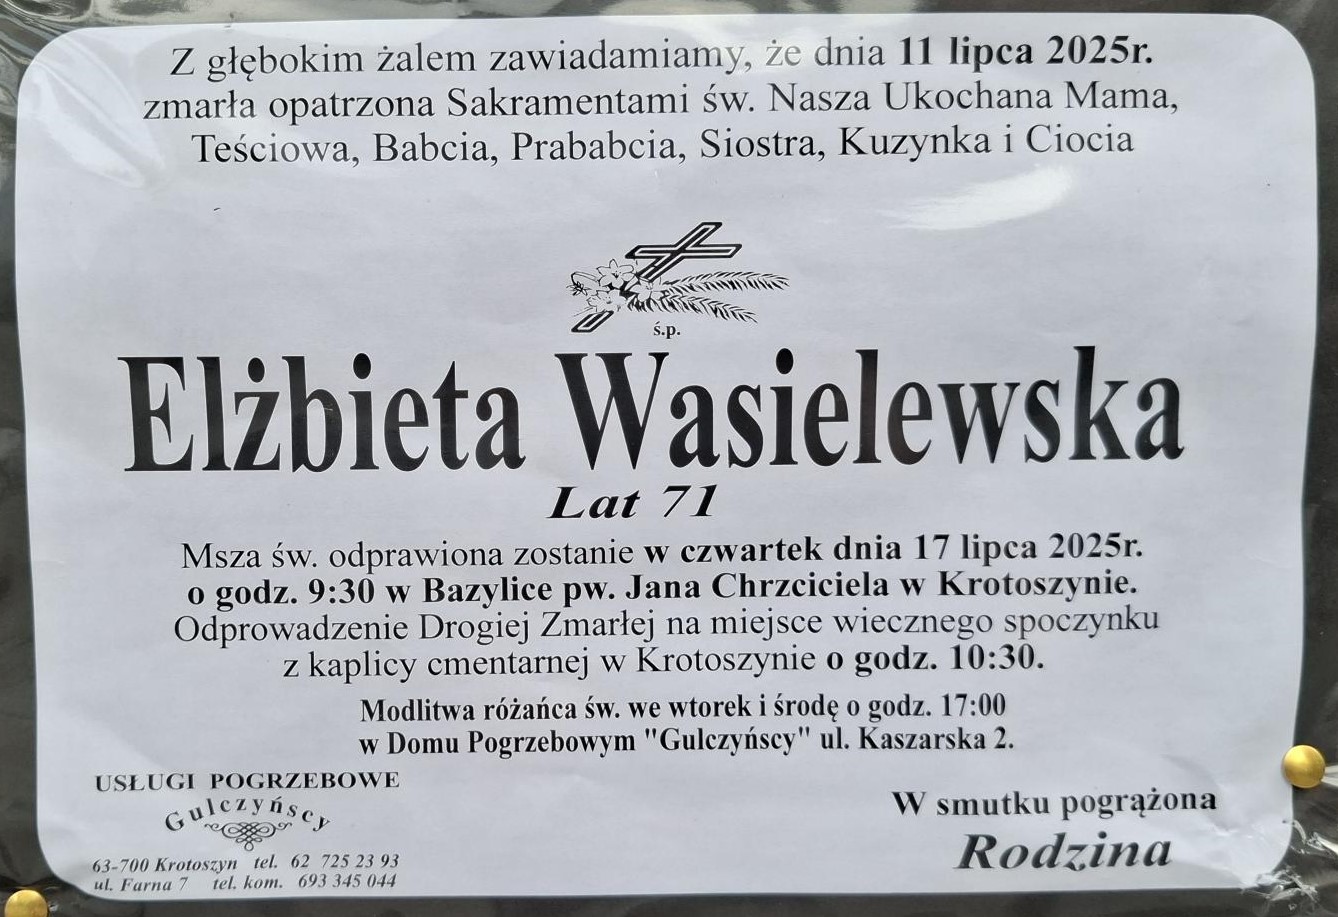 Z głębokim żalem zawiadamiamy, że dnia 11 lipca 2025r.
zmarła opatrzona Sakramentami św. Nasza Ukochana Mama,
Teściowa, Babcia, Prababcia, Siostra, Kuzynka i Ciocia
ś.p.
Elżbieta Wasielewska
Lat 71
Msza św. odprawiona zostanie w czwartek dnia 17 lipca 2025r.
o godz. 9:30 w Bazylice pw. Jana Chrzciciela w Krotoszynie.
Odprowadzenie Drogiej Zmarłej na miejsce wiecznego spoczynku
z kaplicy cmentarnej w Krotoszynie o godz. 10:30.
Modlitwa różańca św. we wtorek i środę o godz. 17:00
w Domu Pogrzebowym "Gulczyńscy" ul. Kaszarska 2.
USŁUGI POGRZEBOWE
Gulczyńscy
63-700 Krotoszyn tel. 62 725 23 93
ul. Farna 7 tel. kom. 693 345 044
W smutku pogrążona
Rodzina